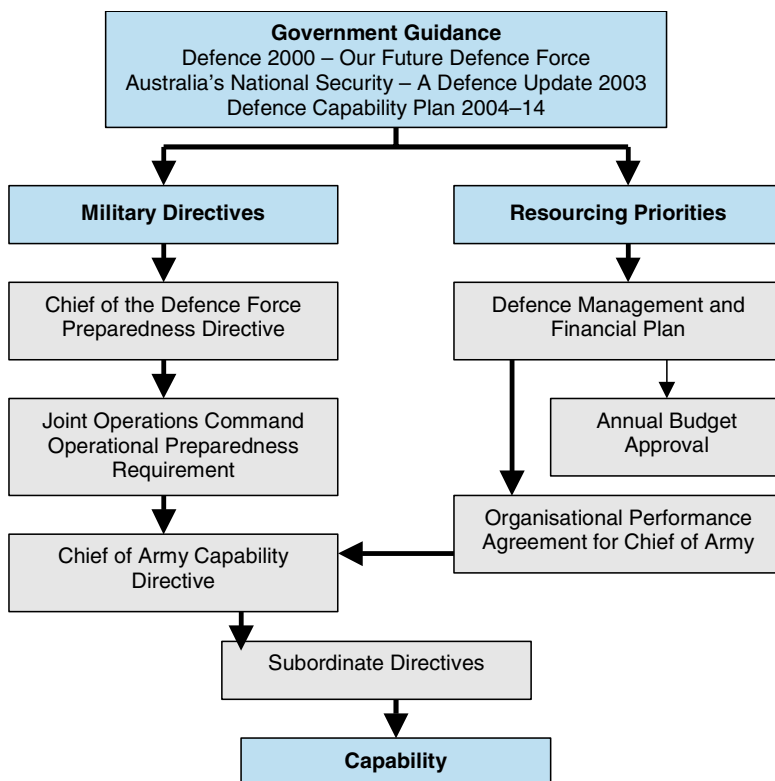 Government Guidance
Defence 2000 – Our Future Defence Force
Australia's National Security – A Defence Update 2003
Defence Capability Plan 2004–14
Military Directives
Resourcing Priorities
Chief of the Defence Force
Preparedness Directive
Defence Management and
Financial Plan
Joint Operations Command
Operational Preparedness
Requirement
Annual Budget
Approval
Organisational Performance
Agreement for Chief of Army
Chief of Army Capability
Directive
Subordinate Directives
Capability